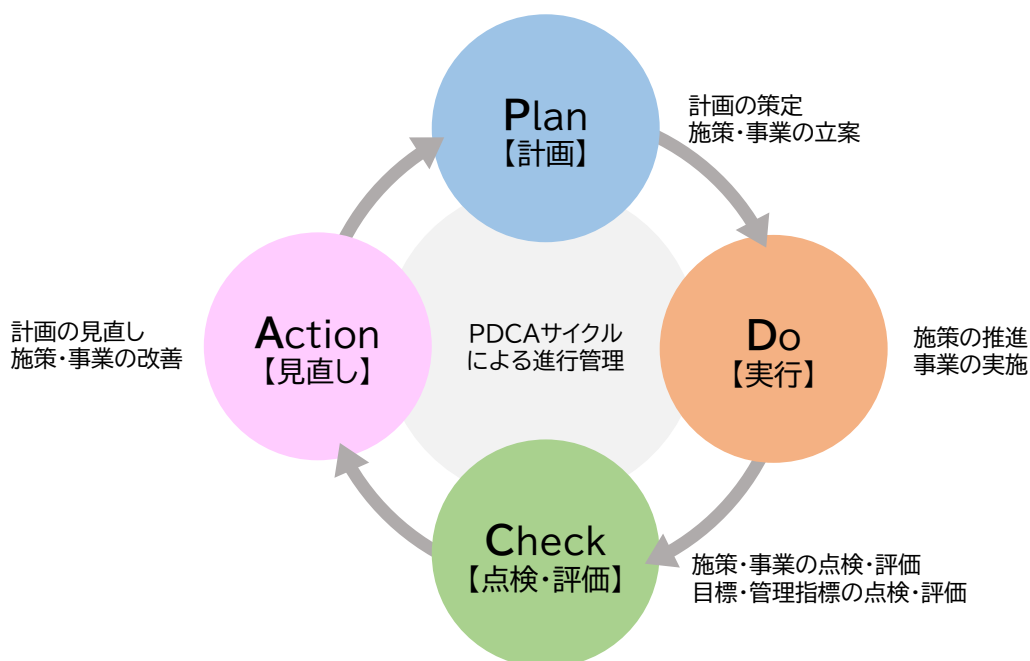 Plan
【計画】
計画の策定
施策・事業の立案
Do
【実行】
施策の推進
事業の実施
Check
【点検・評価】
施策・事業の点検・評価
目標・管理指標の点検・評価
Action
【見直し】
計画の見直し
施策・事業の改善
PDCAサイクル
による進行管理